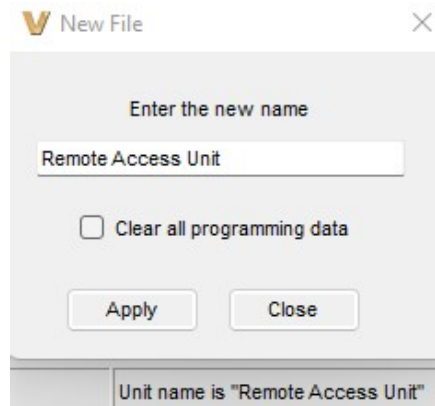 New File
Enter the new name
Remote Access Unit
Clear all programming data
Apply Close
Unit name is "Remote Access Unit"